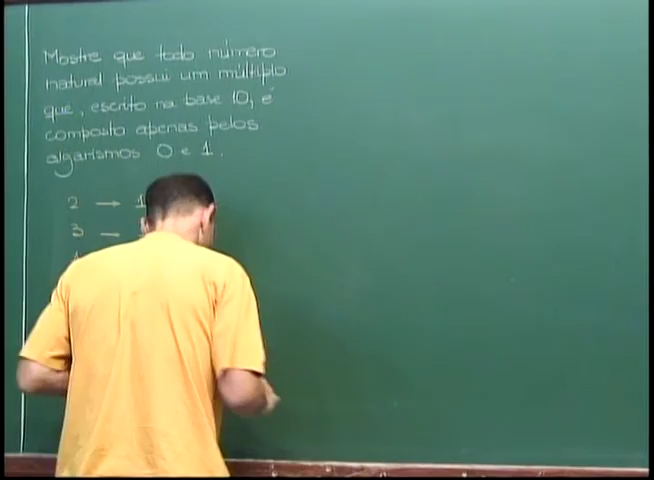 Mostre que todo número
natural possui um múltiplo
que, escrito na base 10, é
composto apenas pelos
algarismos 0 e 1.
2 → 1
3 →